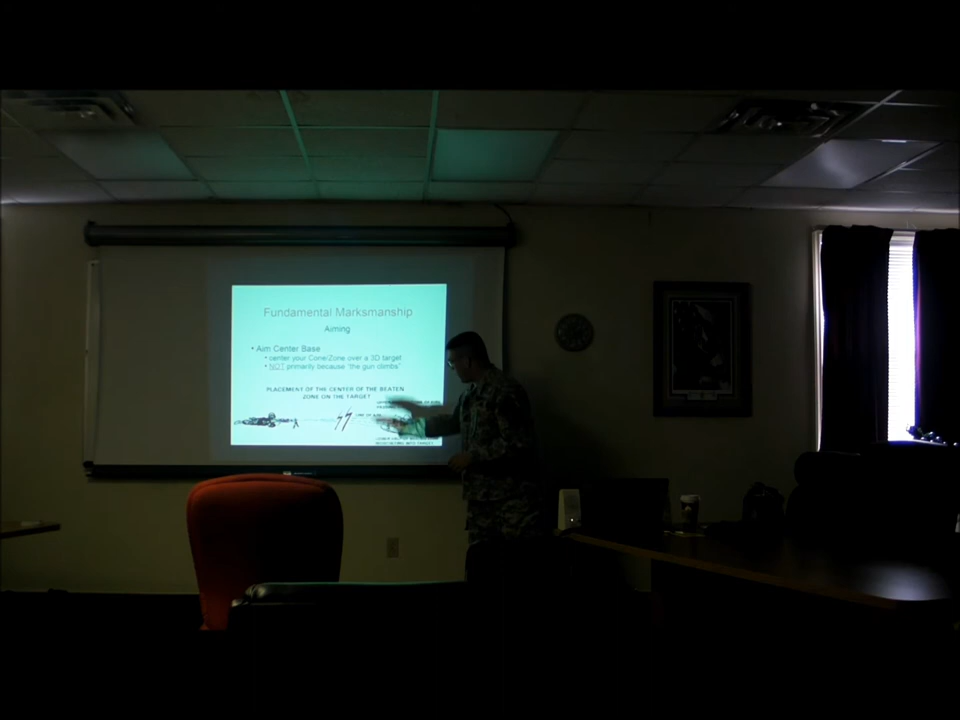 Fundamental Marksmanship
Aiming
• Aim Center Base
• center your Cone/Zone over a 3D target
• NOT primarily because "the gun climbs"
PLACEMENT OF THE CENTER OF THE BEATEN
ZONE ON THE TARGET